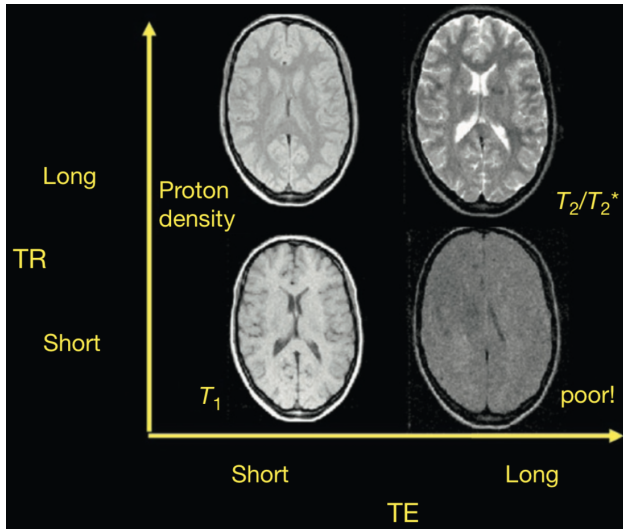 Long
Proton
density
T₂/T₂*
TR
Short
T₁
poor!
Short
Long
TE